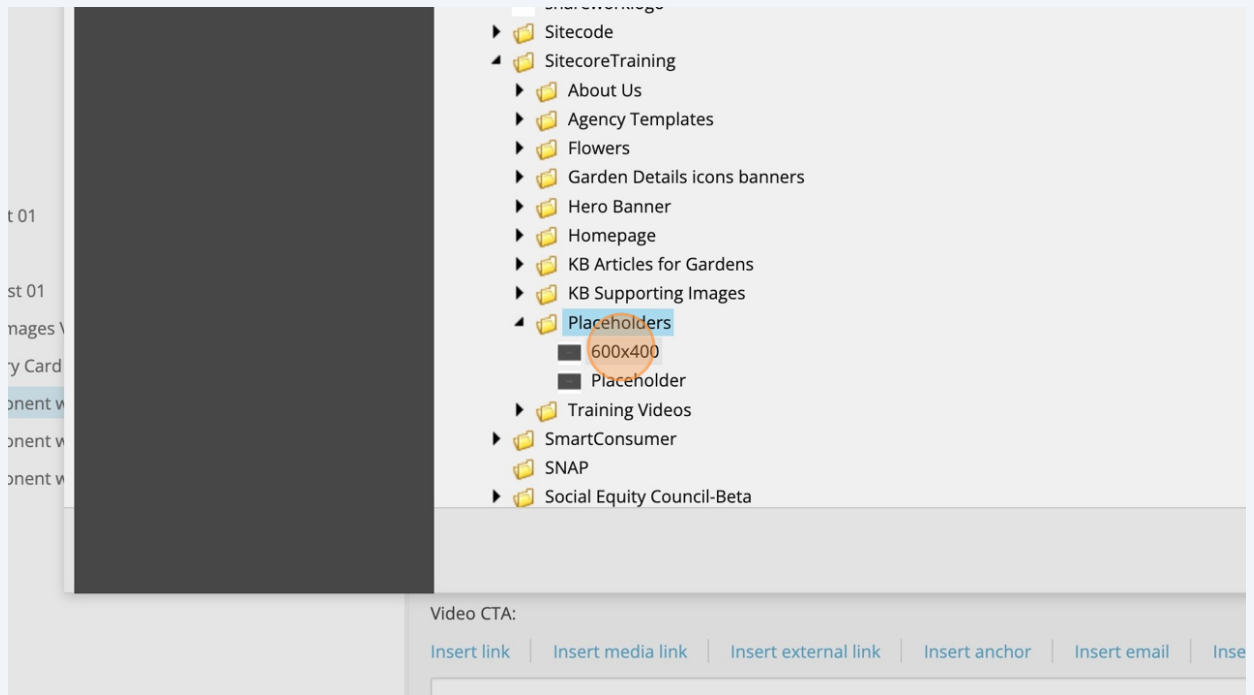 Sitecode
SitecoreTraining
About Us
Agency Templates
Flowers
Garden Details icons banners
Hero Banner
Homepage
KB Articles for Gardens
KB Supporting Images
Placeholders
600x400
Placeholder
Training Videos
SmartConsumer
SNAP
Social Equity Council-Beta
t 01
st 01
mages
ry Card
onent w
onent w
onent w
Video CTA:
Insert link Insert media link Insert external link Insert anchor Insert email Inse